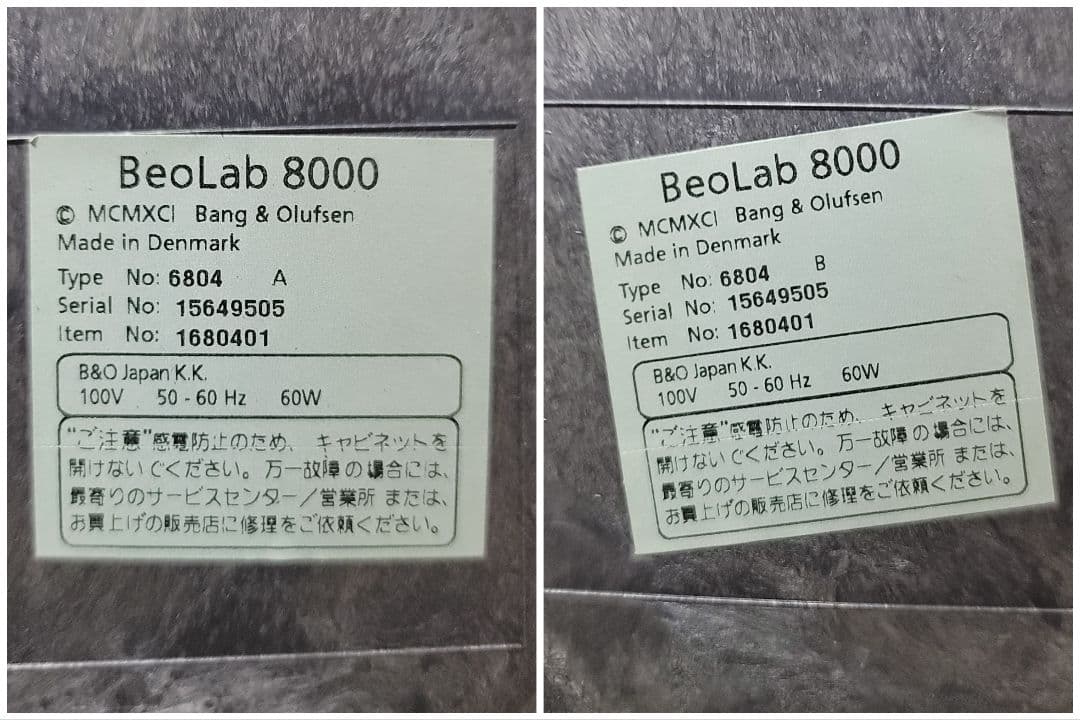 BeoLab 8000
© MCMXCI Bang & Olufsen
Made in Denmark
Type No: 6804 A
Serial No: 15649505
Item No: 1680401
B&O Japan K.K.
100V 50 - 60 Hz 60W
"ご注意"感電防止のため、 キャビネットを
開けないでください。万一故障の場合には、
最寄りのサービスセンター/営業所 または、
お買上げの販売店に修理をご依頼ください。
BeoLab 8000
© MCMXCI Bang & Olufsen
Made in Denmark
Type No: 6804 B
Serial No: 15649505
Item No: 1680401
B&O Japan K.K.
100V 50 - 60 Hz 60W
"ご注意"感電防止のため、 キャビネットを
開けないでください。万一故障の場合には、
最寄りのサービスセンター/営業所 または、
お買上げの販売店に修理をご依頼ください。